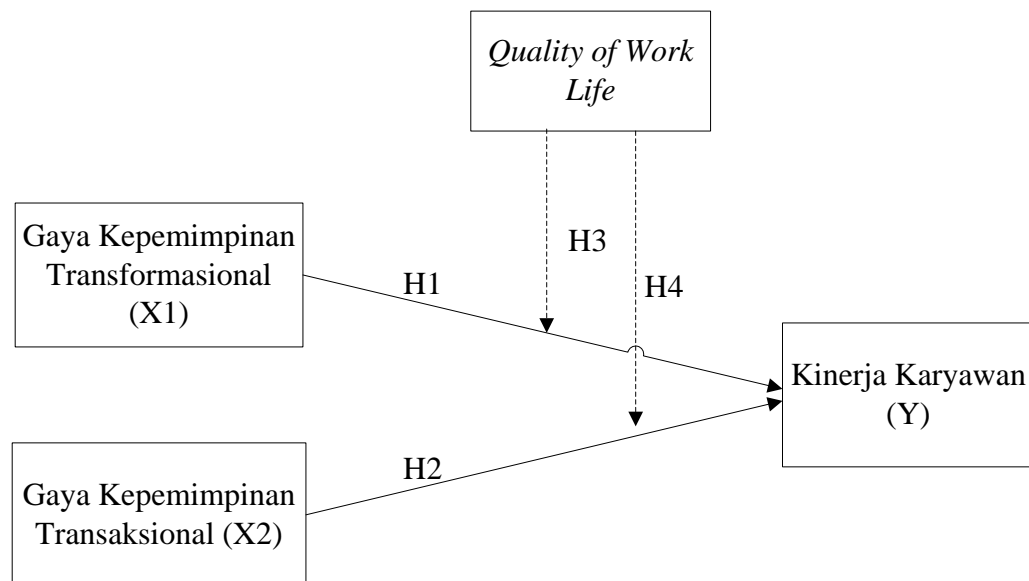 Quality of Work
Life
Gaya Kepemimpinan
Transformasional
(X1)
H1
H3
H4
Kinerja Karyawan
(Y)
H2
Gaya Kepemimpinan
Transaksional (X2)